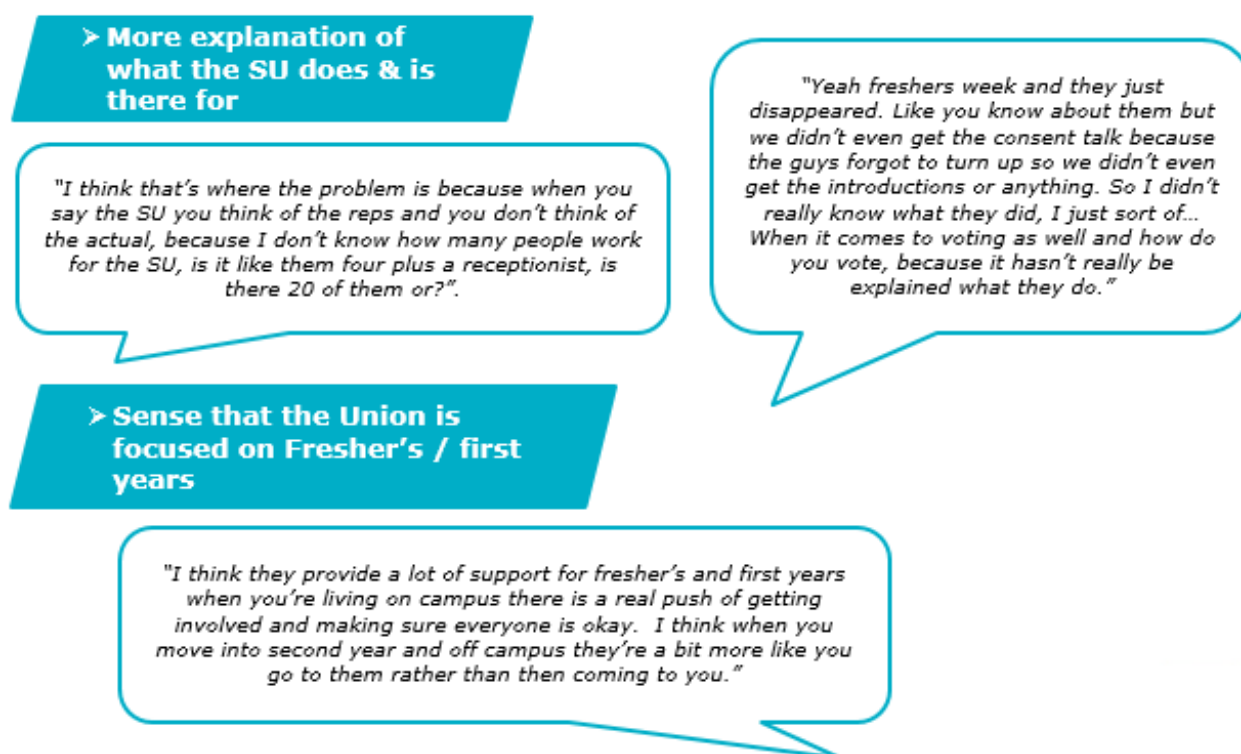 ➤ More explanation of
what the SU does & is
there for
"I think that's where the problem is because when you
say the SU you think of the reps and you don't think of
the actual, because I don't know how many people work
for the SU, is it like them four plus a receptionist, is
there 20 of them or?".
"Yeah freshers week and they just
disappeared. Like you know about them but
we didn't even get the consent talk because
the guys forgot to turn up so we didn't even
get the introductions or anything. So I didn't
really know what they did, I just sort of...
When it comes to voting as well and how do
you vote, because it hasn't really be
explained what they do."
➤ Sense that the Union is
focused on Fresher's / first
years
"I think they provide a lot of support for fresher's and first years
when you're living on campus there is a real push of getting
involved and making sure everyone is okay.  I think when you
move into second year and off campus they're a bit more like you
go to them rather than then coming to you."